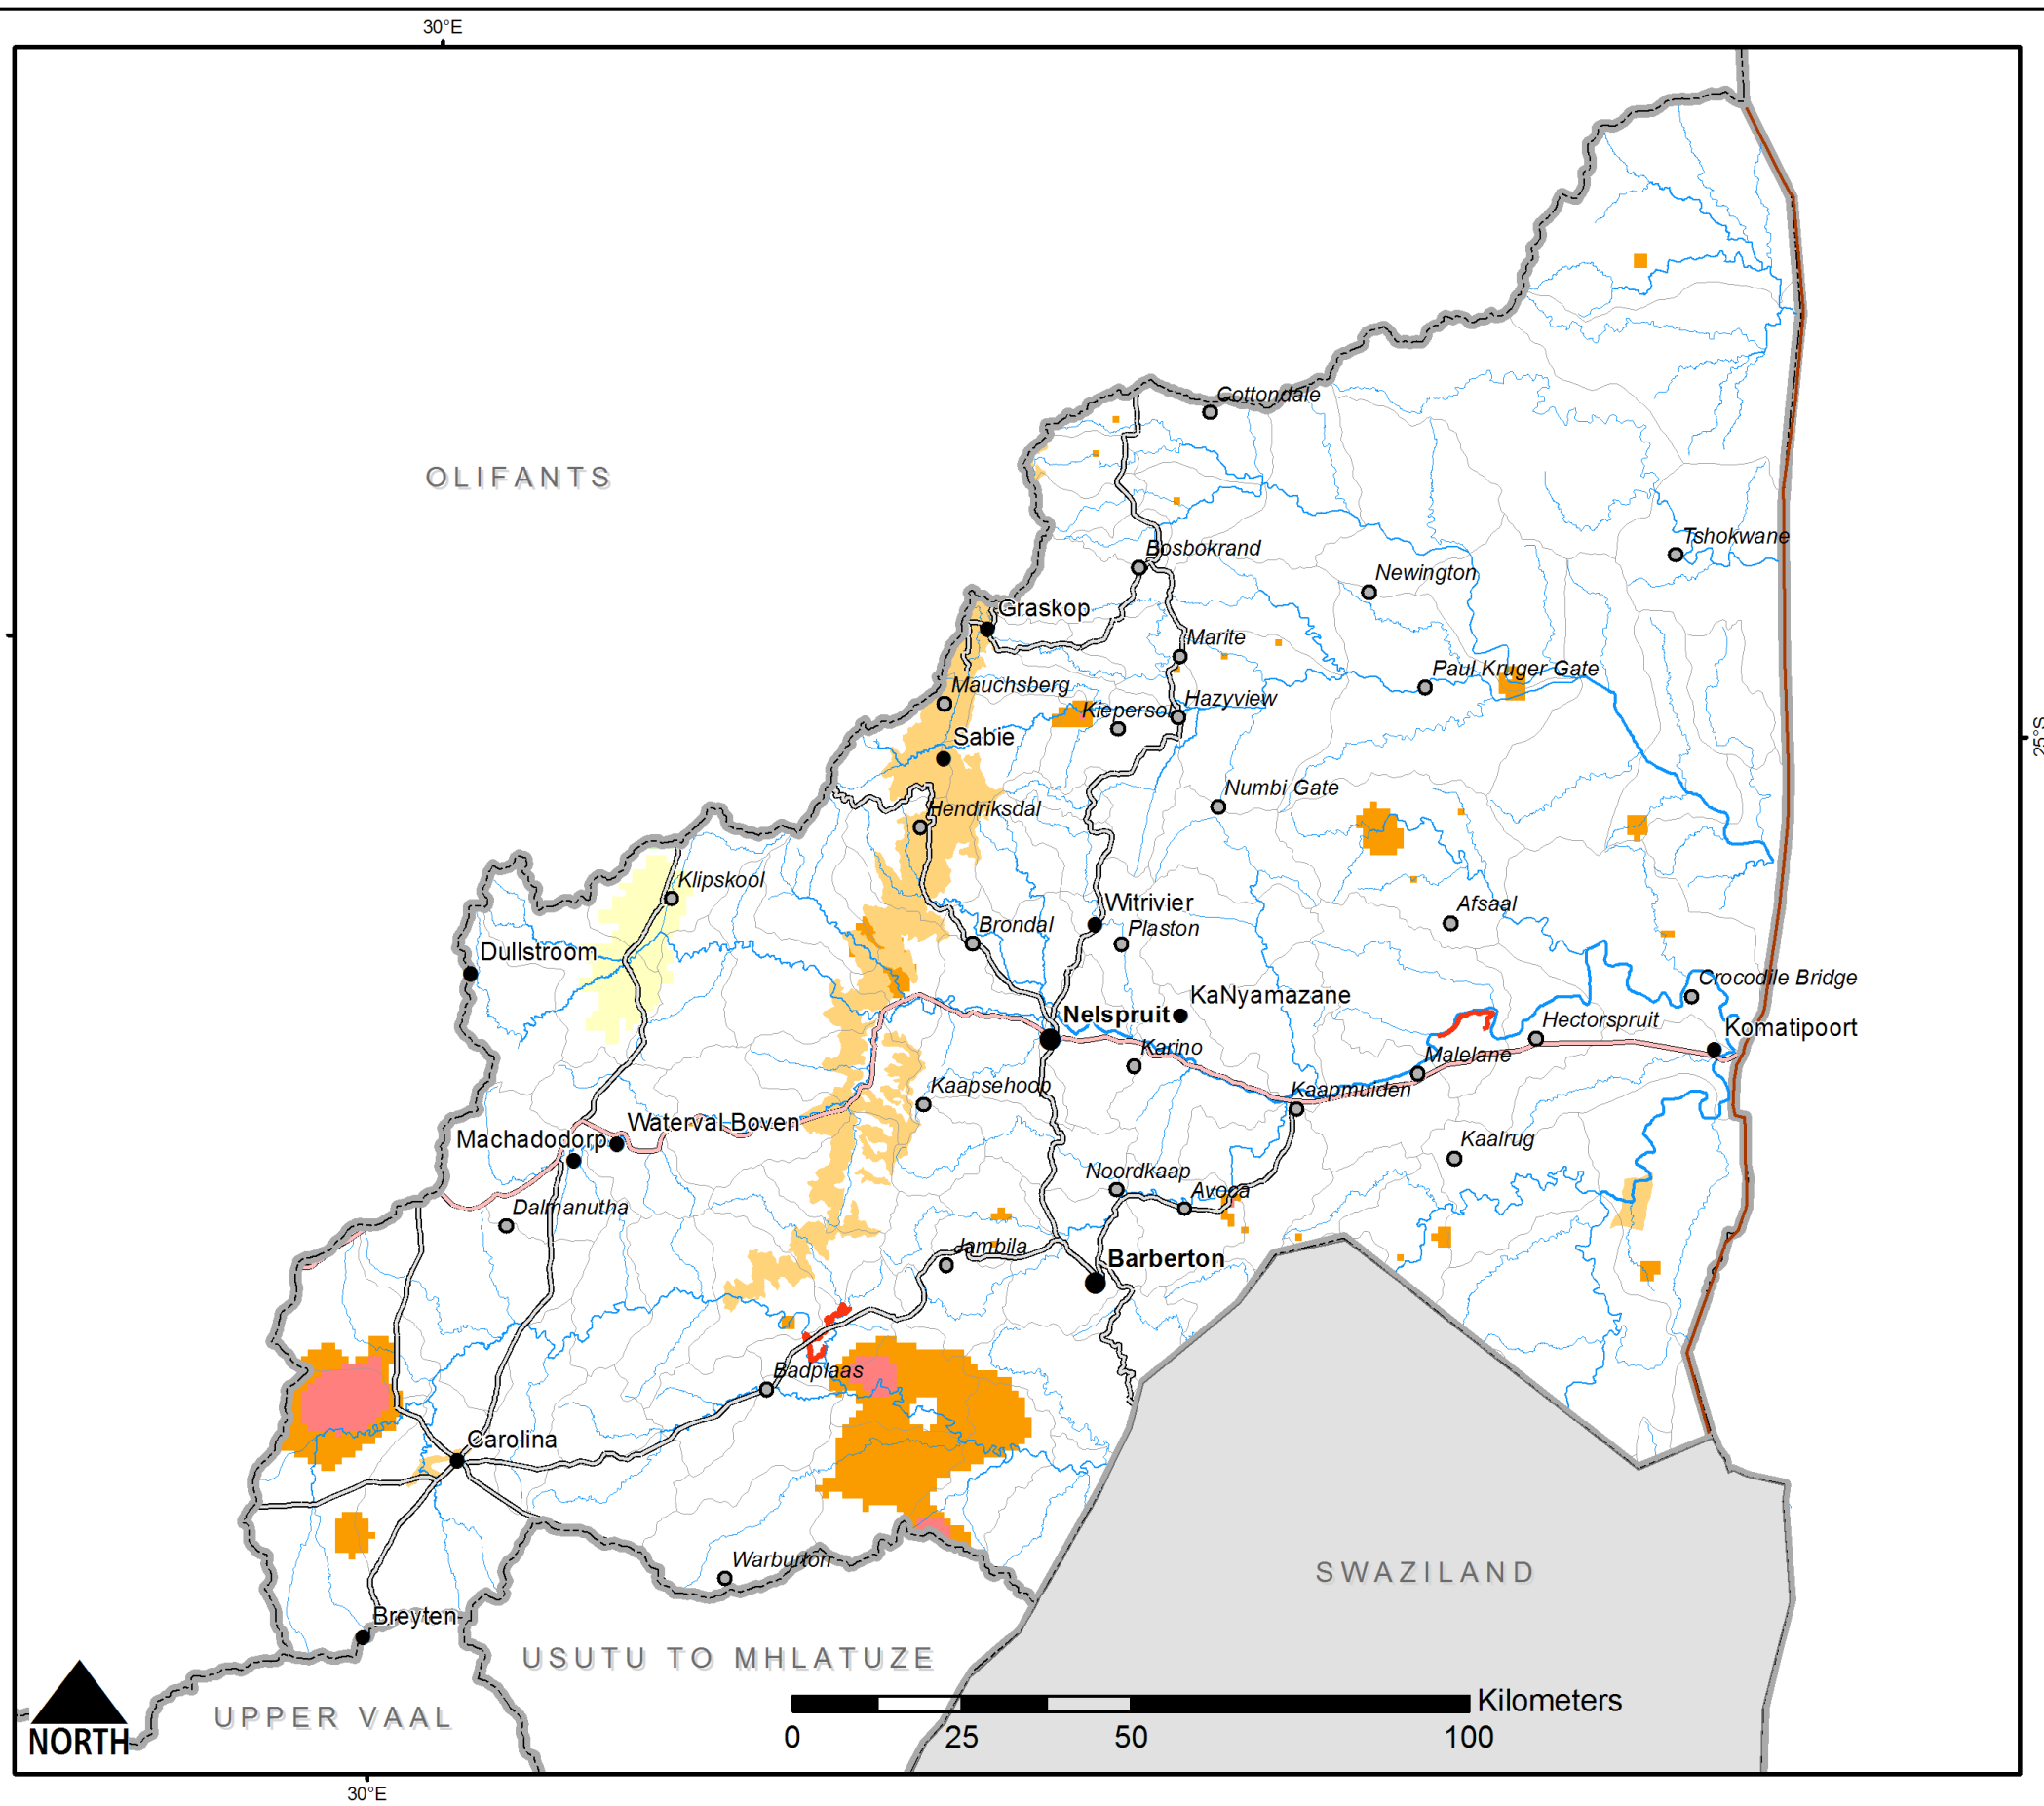 30°E
Cottondale
OLIFANTS
Tshokwane
Bosbokrand
Newington
Graskop
Marite
Paul Kruger Gate
Mauchsberg
Hazyview
Kiepersol
Sabie
25°S
Numbi Gate
Hendriksdal
Klipskool
Witrivier
Afsaal
Brondal
Plaston
Dullstroom
Crocodile Bridge
KaNyamazane
Nelspruit
Hectorspruit
Komatipoort
Karino
Malelane
Kaapsehoop
Kaapmuiden
Waterval Boven
Machadodorp
Kaalrug
Noordkaap
Avoca
Dalmanutha
Jambila
Barberton
Badplaas
Carolina
Warburton
SWAZILAND
Breyten
USUTU TO MHLATUZE
UPPER VAAL
Kilometers
NORTH
0 25 50 100
30°E